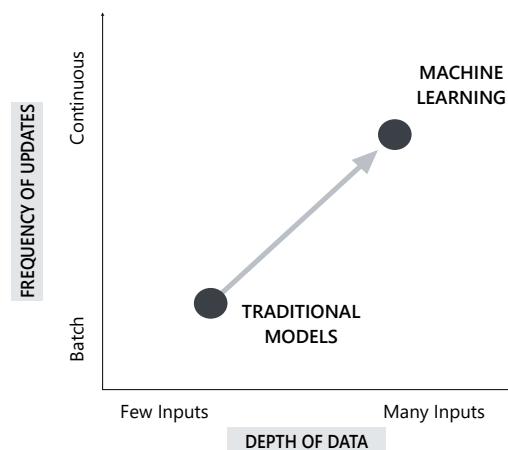 MACHINE
LEARNING
Continuous
FREQUENCY OF UPDATES
TRADITIONAL
MODELS
Batch
Few Inputs
Many Inputs
DEPTH OF DATA